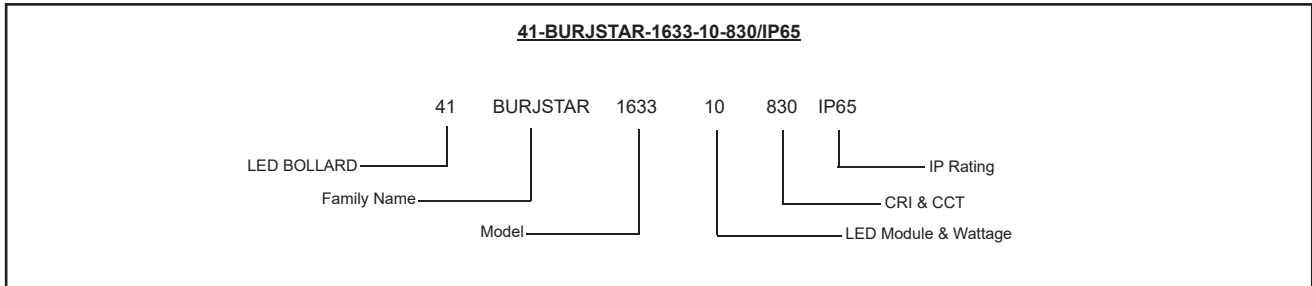 41-BURJSTAR-1633-10-830/IP65
41 BURJSTAR 1633 10 830 IP65
LED BOLLARD IP Rating
Family Name CRI & CCT
Model LED Module & Wattage